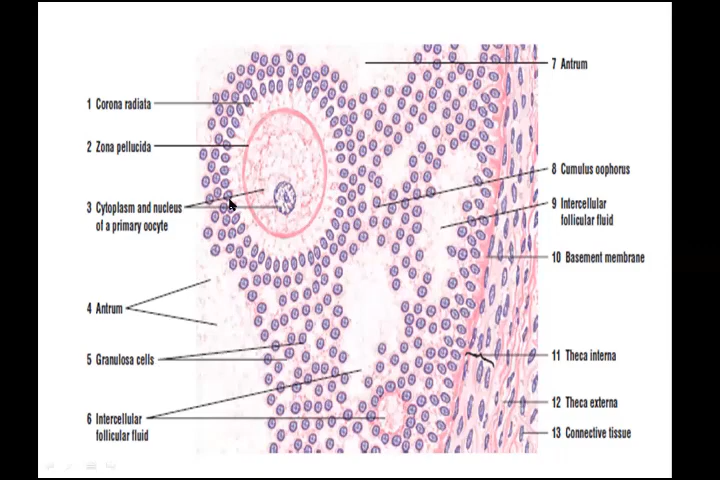 1 Corona radiata
2 Zona pellucida
3 Cytoplasm and nucleus
of a primary oocyte
4 Antrum
5 Granulosa cells
6 Intercellular
follicular fluid
7 Antrum
8 Cumulus oophorus
9 Intercellular
follicular fluid
10 Basement membrane
11 Theca interna
12 Theca externa
13 Connective tissue